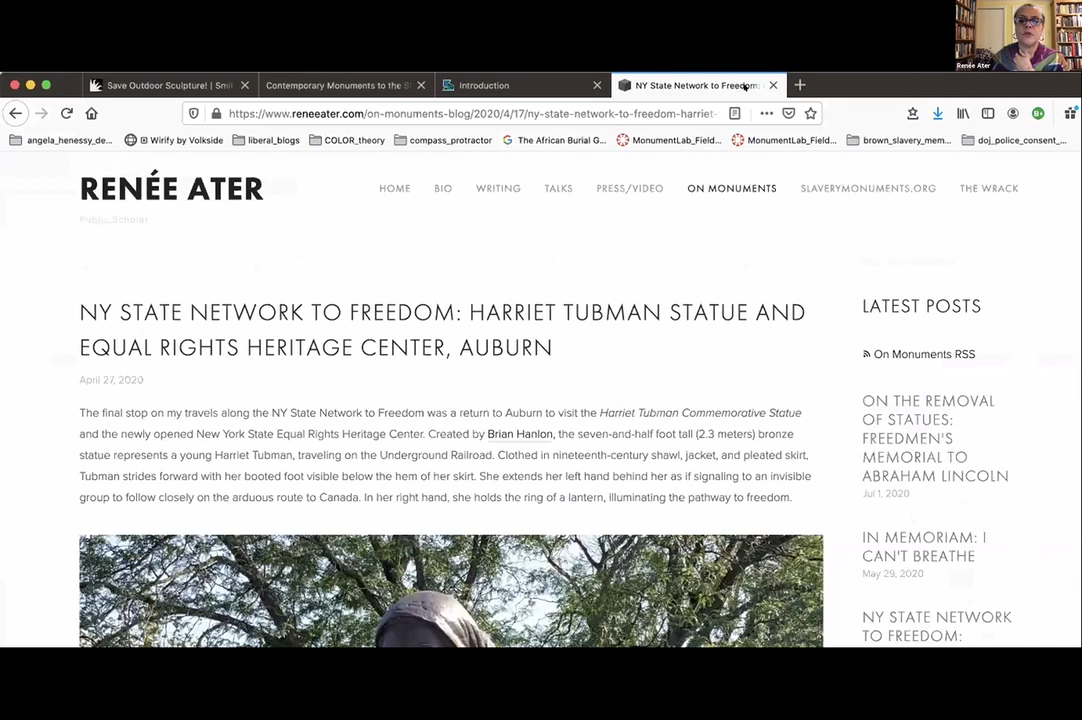 Renée Ater
Save Outdoor Sculpture! | Smit
Contemporary Monuments to the S
Introduction
NY State Network to Freedom:
https://www.reneeater.com/on-monuments-blog/2020/4/17/ny-state-network-to-freedom-harriet-
angela_henessy_de...
Wirify by Volkside
liberal_blogs
COLOR_theory
compass_protractor
The African Burial G...
MonumentLab_Field...
MonumentLab_Field...
brown_slavery_mem...
doj_police_consent_...
RENÉE ATER
Public Scholar
HOME BIO WRITING TALKS PRESS/VIDEO ON MONUMENTS SLAVERYMONUMENTS.ORG THE WRACK
NY STATE NETWORK TO FREEDOM: HARRIET TUBMAN STATUE AND
EQUAL RIGHTS HERITAGE CENTER, AUBURN
April 27, 2020
The final stop on my travels along the NY State Network to Freedom was a return to Auburn to visit the Harriet Tubman Commemorative Statue
and the newly opened New York State Equal Rights Heritage Center. Created by Brian Hanlon, the seven-and-half foot tall (2.3 meters) bronze
statue represents a young Harriet Tubman, traveling on the Underground Railroad. Clothed in nineteenth-century shawl, jacket, and pleated skirt,
Tubman strides forward with her booted foot visible below the hem of her skirt. She extends her left hand behind her as if signaling to an invisible
group to follow closely on the arduous route to Canada. In her right hand, she holds the ring of a lantern, illuminating the pathway to freedom.
LATEST POSTS
On Monuments RSS
ON THE REMOVAL
OF STATUES:
FREEDMEN'S
MEMORIAL TO
ABRAHAM LINCOLN
Jul 1, 2020
IN MEMORIAM: I
CAN'T BREATHE
May 29, 2020
NY STATE NETWORK
TO FREEDOM: